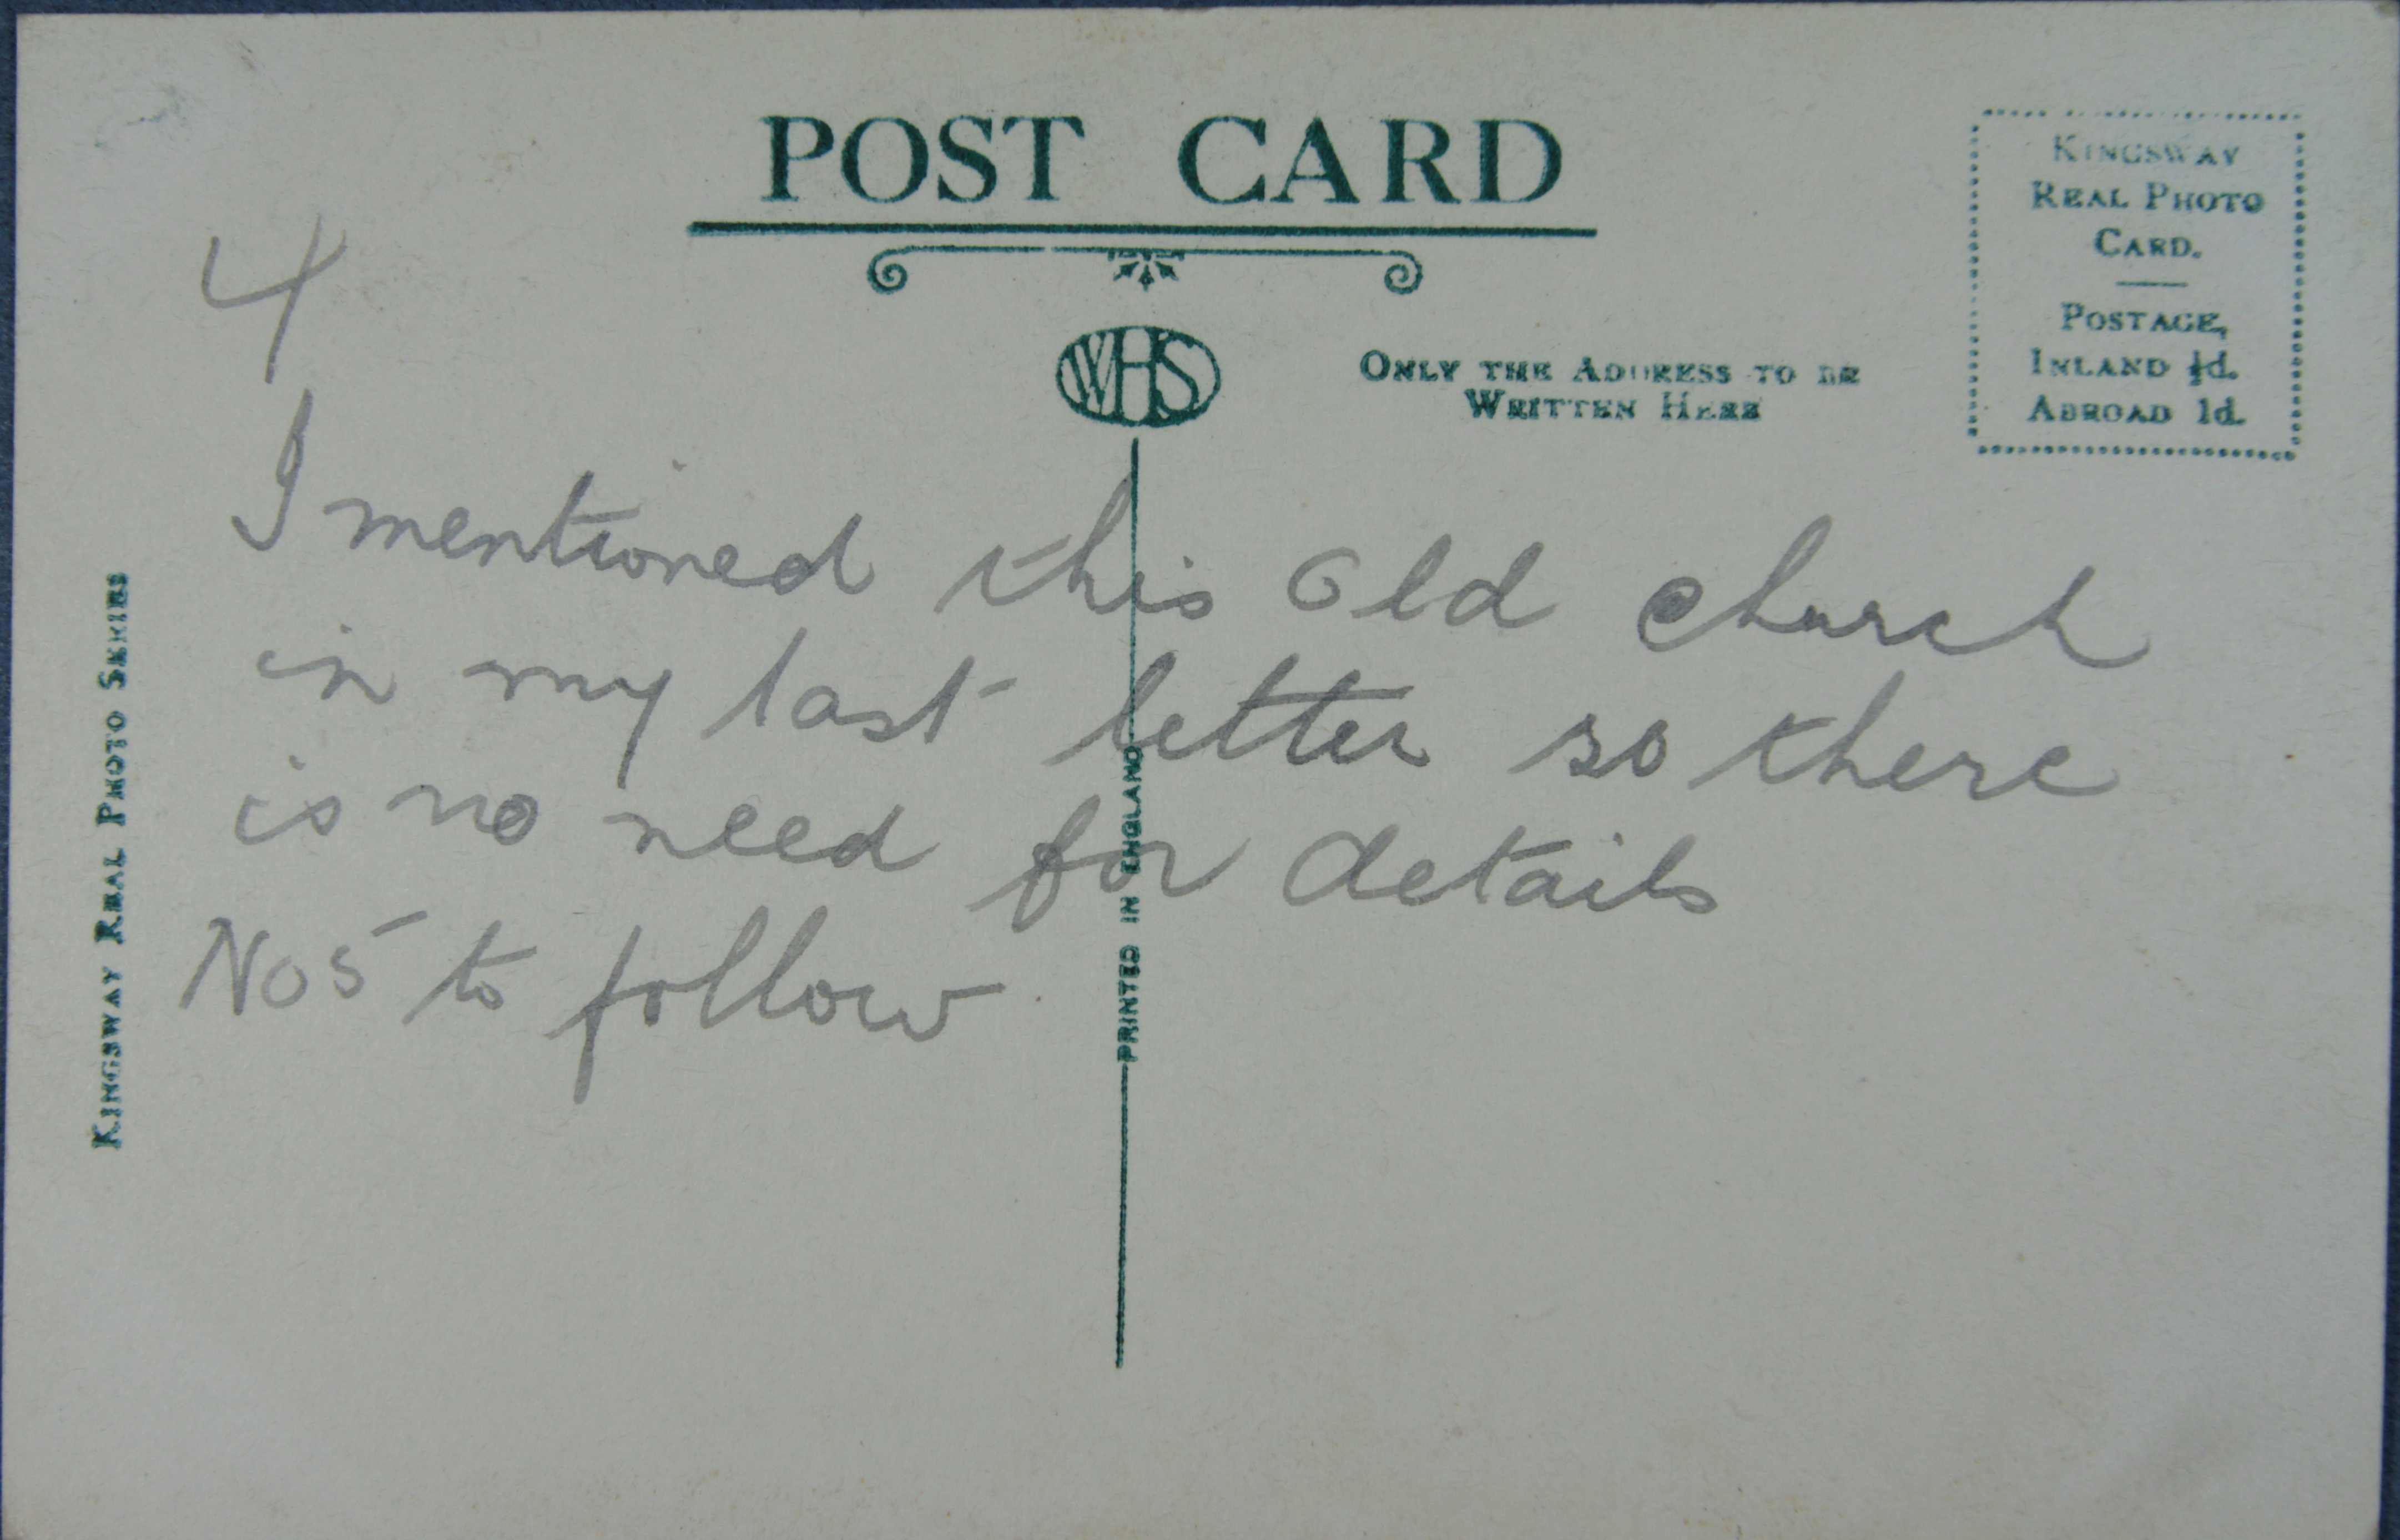 POST CARD
KINGSWAY
REAL PHOTO
CARD.
POSTAGE,
INLAND ½d.
ABROAD 1d.
WHS
ONLY THE ADDRESS TO BE
WRITTEN HERE
4
I mentioned this Old Church
in my last letter so there
is no need for details
No 5 to follow
KINGSWAY REAL PHOTO SERIES
PRINTED IN ENGLAND